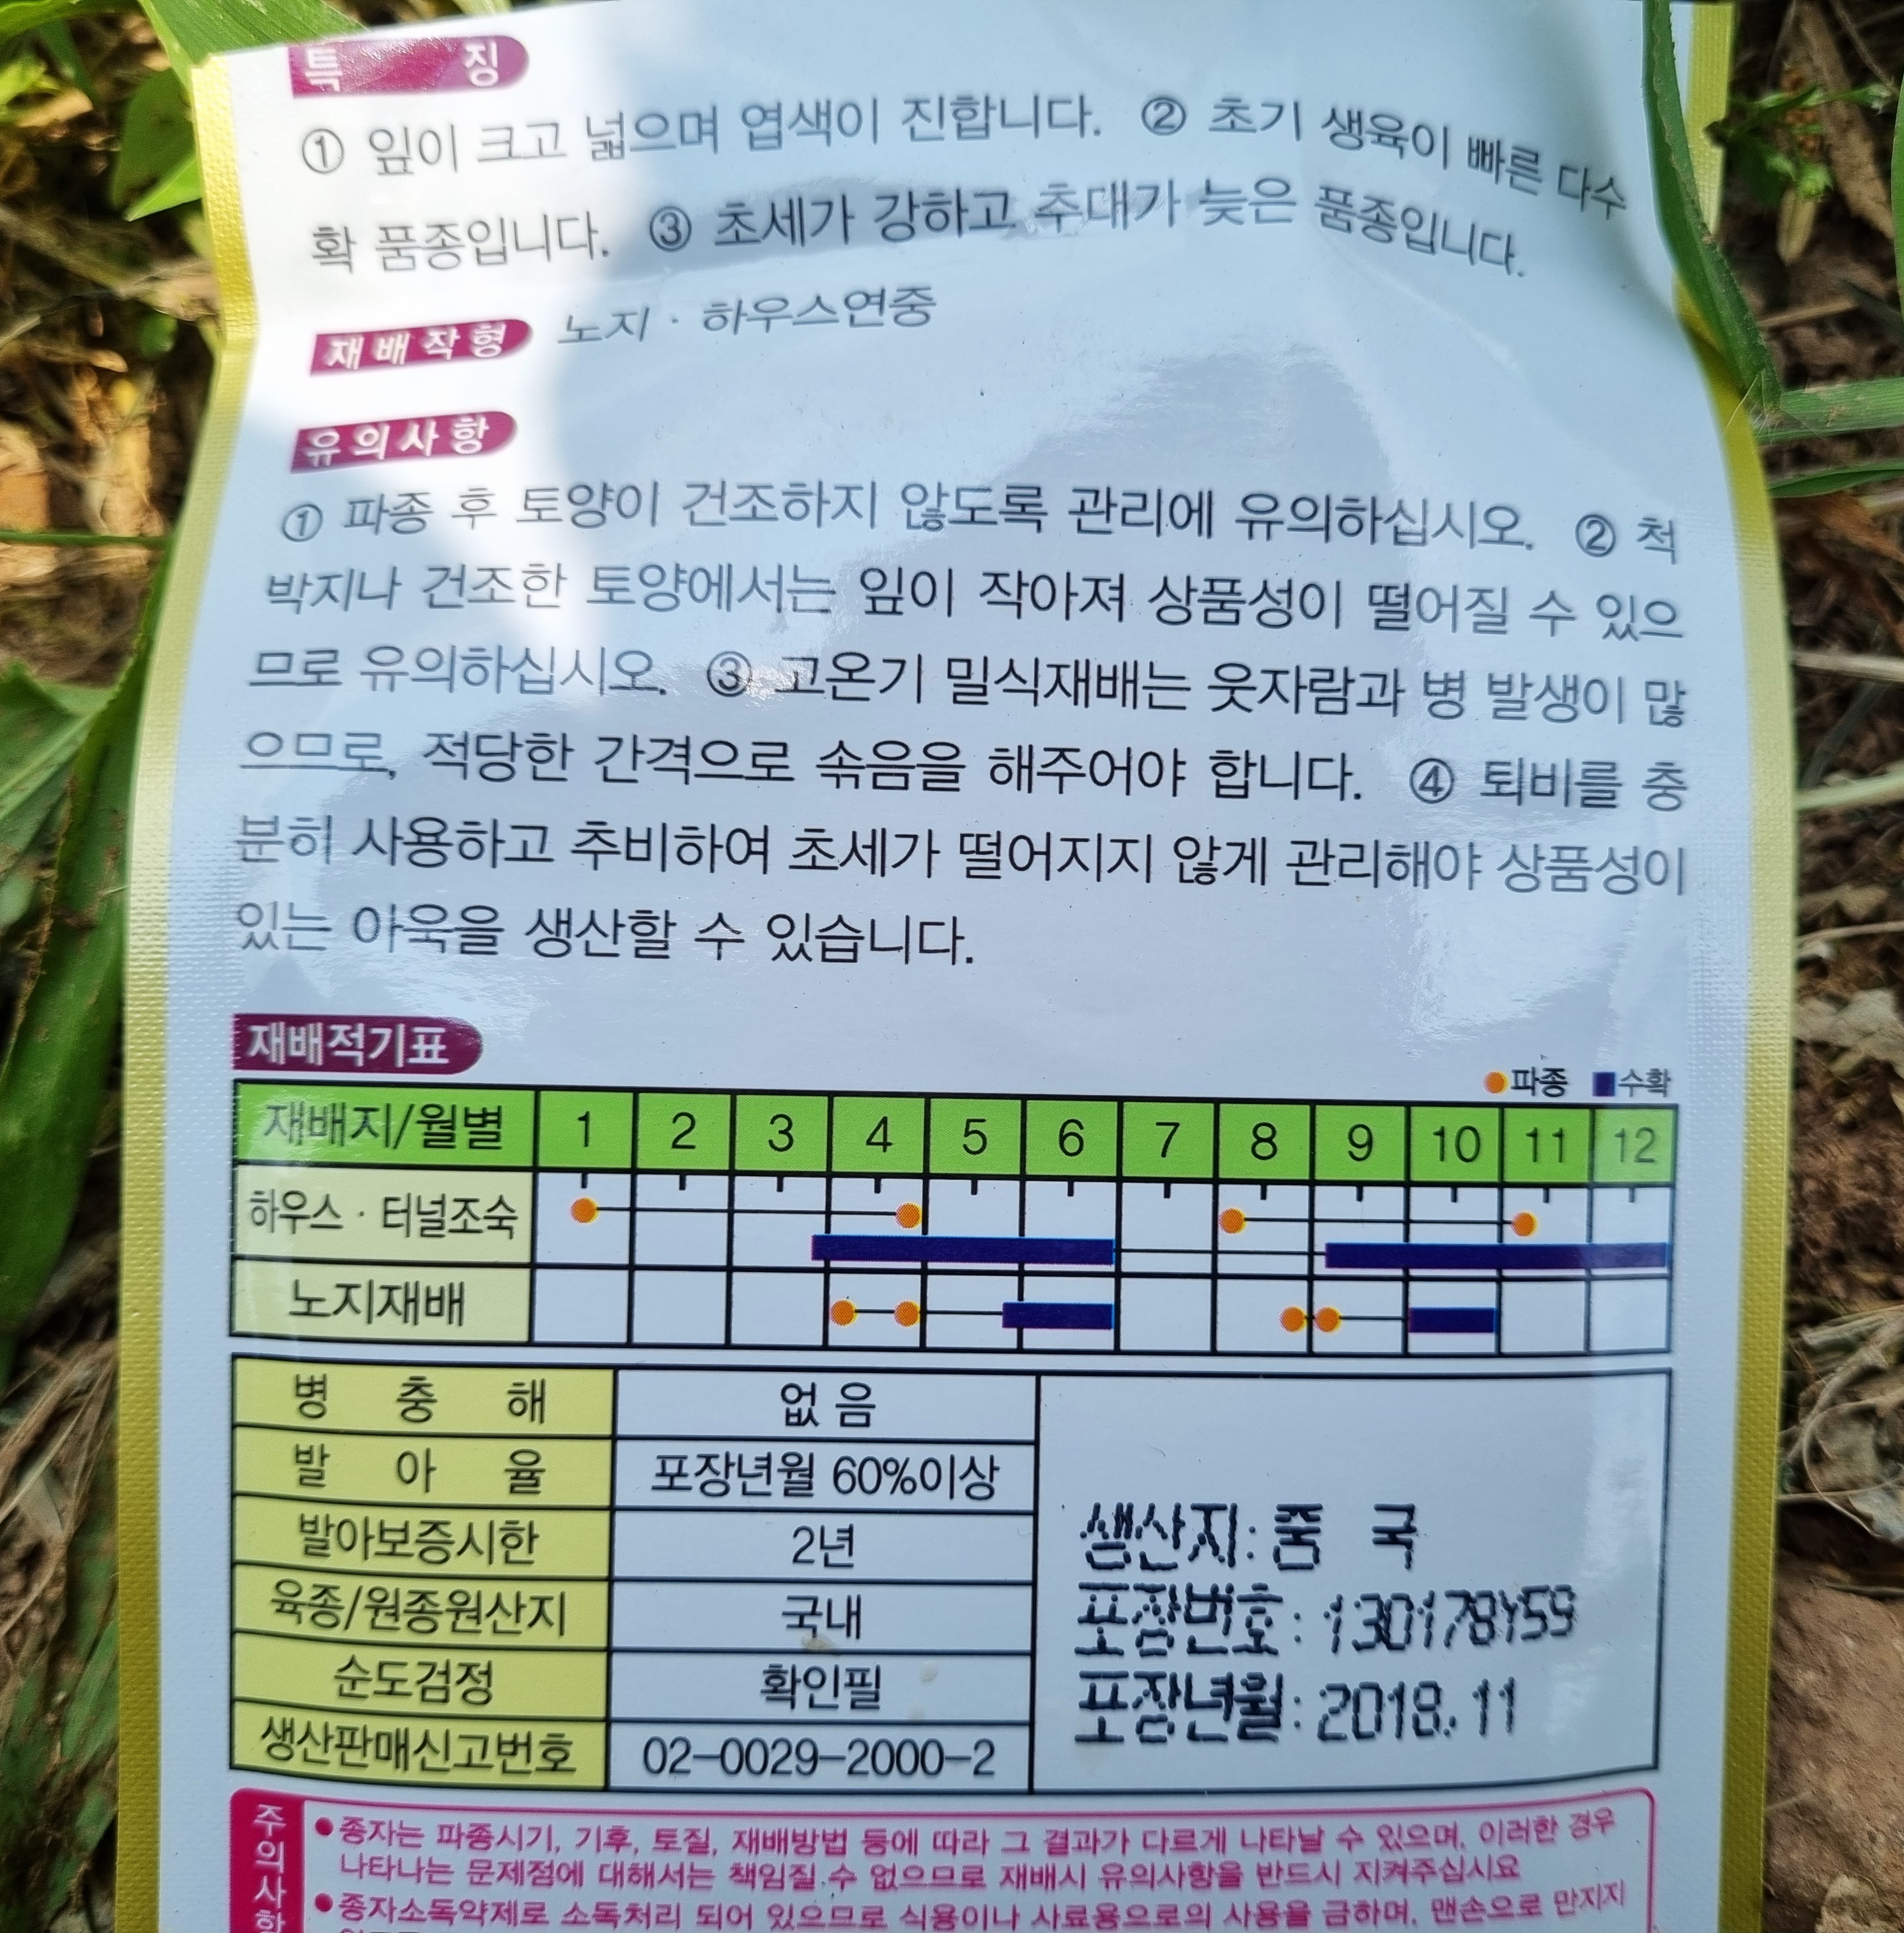 특 징
① 잎이 크고 넓으며 엽색이 진합니다. ② 초기 생육이 빠른 다수
확 품종입니다. ③ 초세가 강하고 추대가 늦은 품종입니다.
재배작형 노지 · 하우스연중
유의사항
① 파종 후 토양이 건조하지 않도록 관리에 유의하십시오. ② 척
박지나 건조한 토양에서는 잎이 작아져 상품성이 떨어질 수 있으
므로 유의하십시오. ③ 고온기 밀식재배는 웃자람과 병 발생이 많
으므로, 적당한 간격으로 솎음을 해주어야 합니다. ④ 퇴비를 충
분히 사용하고 추비하여 초세가 떨어지지 않게 관리해야 상품성이
있는 아욱을 생산할 수 있습니다.
재배적기표
파종 수확
재배지/월별 1 2 3 4 5 6 7 8 9 10 11 12
하우스 · 터널조숙
노지재배
병 충 해 없 음
발 아 율 포장년월 60%이상
발아보증시한 2년
육종/원종원산지 국내
순도검정 확인필
생산판매신고번호 02-0029-2000-2
생산지: 중 국
포장번호: 130178Y59
포장년월: 2018. 11
주의사항
●종자는 파종시기, 기후, 토질, 재배방법 등에 따라 그 결과가 다르게 나타날 수 있으며, 이러한 경우
나타나는 문제점에 대해서는 책임질 수 없으므로 재배시 유의사항을 반드시 지켜주십시요
●종자소독약제로 소독처리 되어 있으므로 식용이나 사료용으로의 사용을 금하며, 맨손으로 만지지